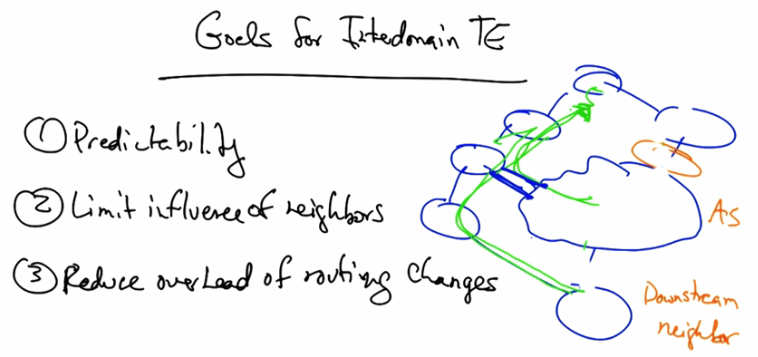 Goals for Interdomain TE
① Predictability
② Limit influence of neighbors
③ Reduce overhead of routing changes
AS
Downstream
neighbor